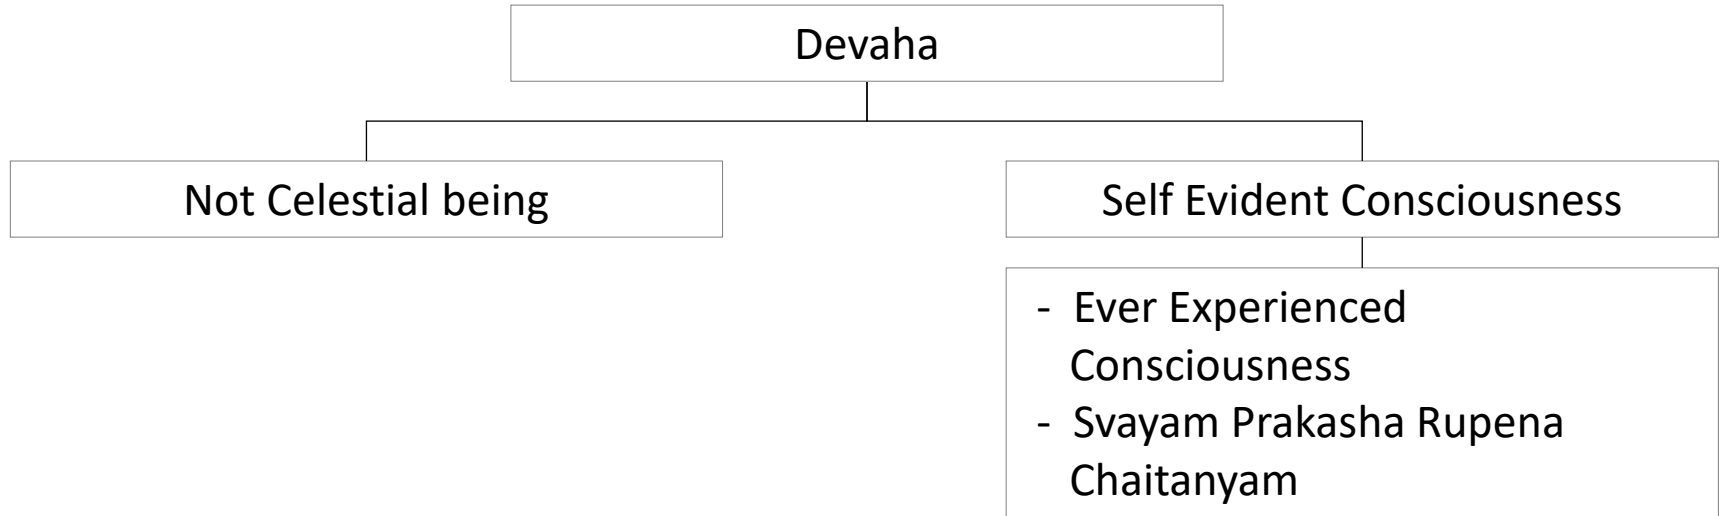 Devaha
Not Celestial being
Self Evident Consciousness
- Ever Experienced
Consciousness
- Svayam Prakasha Rupena
Chaitanyam